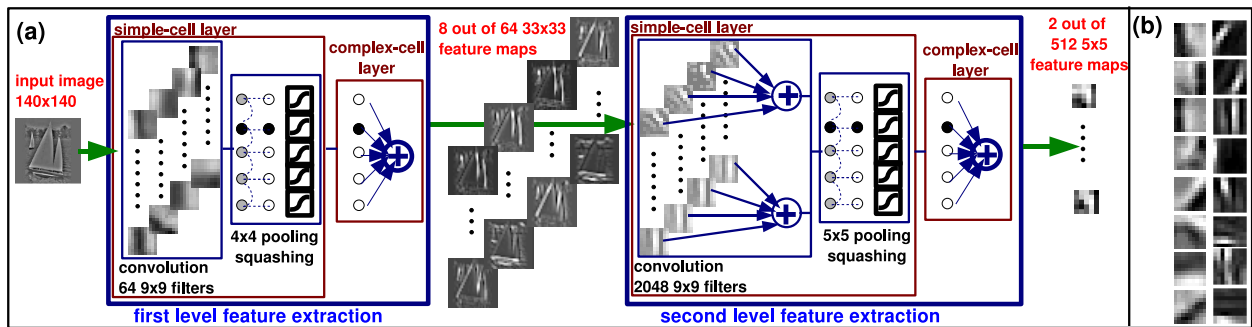 (a)
simple-cell layer
complex-cell
layer
input image
140x140
4x4 pooling
squashing
convolution
64 9x9 filters
first level feature extraction
8 out of 64 33x33
feature maps
simple-cell layer
complex-cell
layer
5x5 pooling
squashing
convolution
2048 9x9 filters
second level feature extraction
2 out of
512 5x5
feature maps
(b)